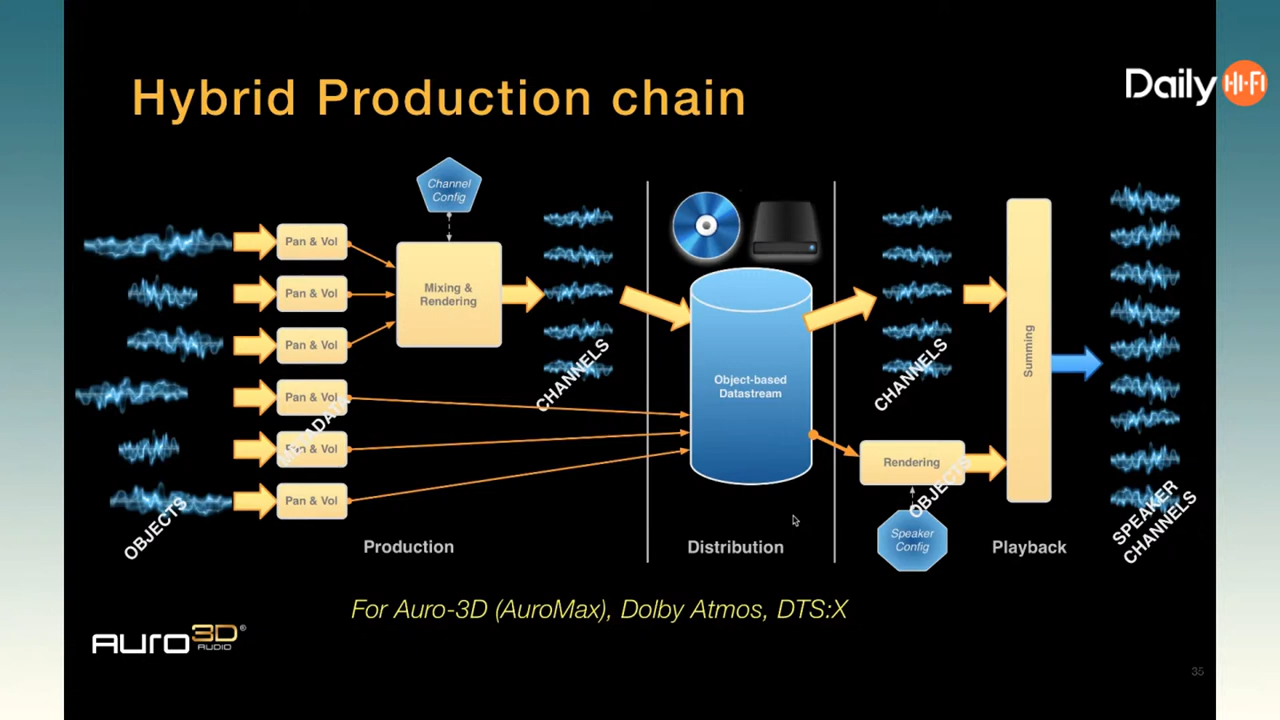 Hybrid Production chain
Daily HI-FI
Channel
Config
Pan & Vol
Pan & Vol
Pan & Vol
Pan & Vol
Pan & Vol
Pan & Vol
METADATA
OBJECTS
Mixing &
Rendering
CHANNELS
Production
Object-based
Datastream
Distribution
CHANNELS
Rendering
OBJECTS
Speaker
Config
Summing
Playback
SPEAKER
CHANNELS
For Auro-3D (AuroMax), Dolby Atmos, DTS:X
AURO 3D®
AUDIO
35